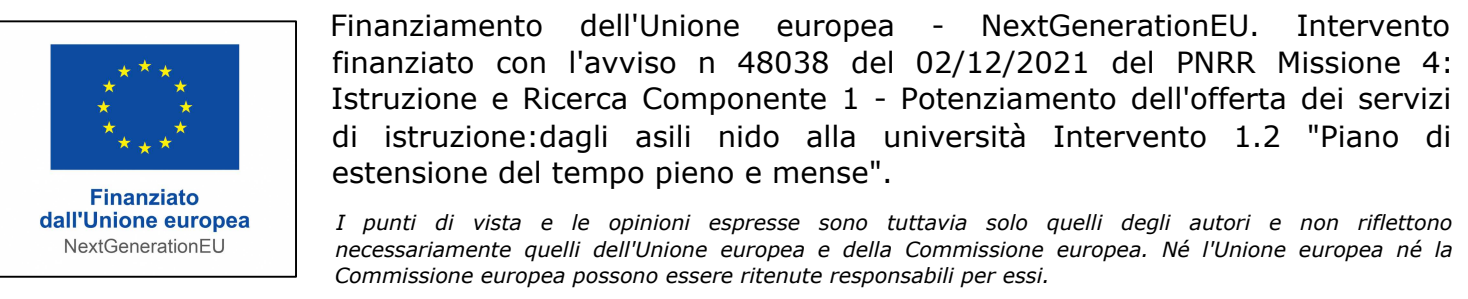 Finanziato
dall'Unione europea
NextGenerationEU
Finanziamento dell'Unione europea - NextGenerationEU. Intervento
finanziato con l'avviso n 48038 del 02/12/2021 del PNRR Missione 4:
Istruzione e Ricerca Componente 1 - Potenziamento dell'offerta dei servizi
di istruzione:dagli asili nido alla università Intervento 1.2 "Piano di
estensione del tempo pieno e mense".
I punti di vista e le opinioni espresse sono tuttavia solo quelli degli autori e non riflettono
necessariamente quelli dell'Unione europea e della Commissione europea. Né l'Unione europea né la
Commissione europea possono essere ritenute responsabili per essi.